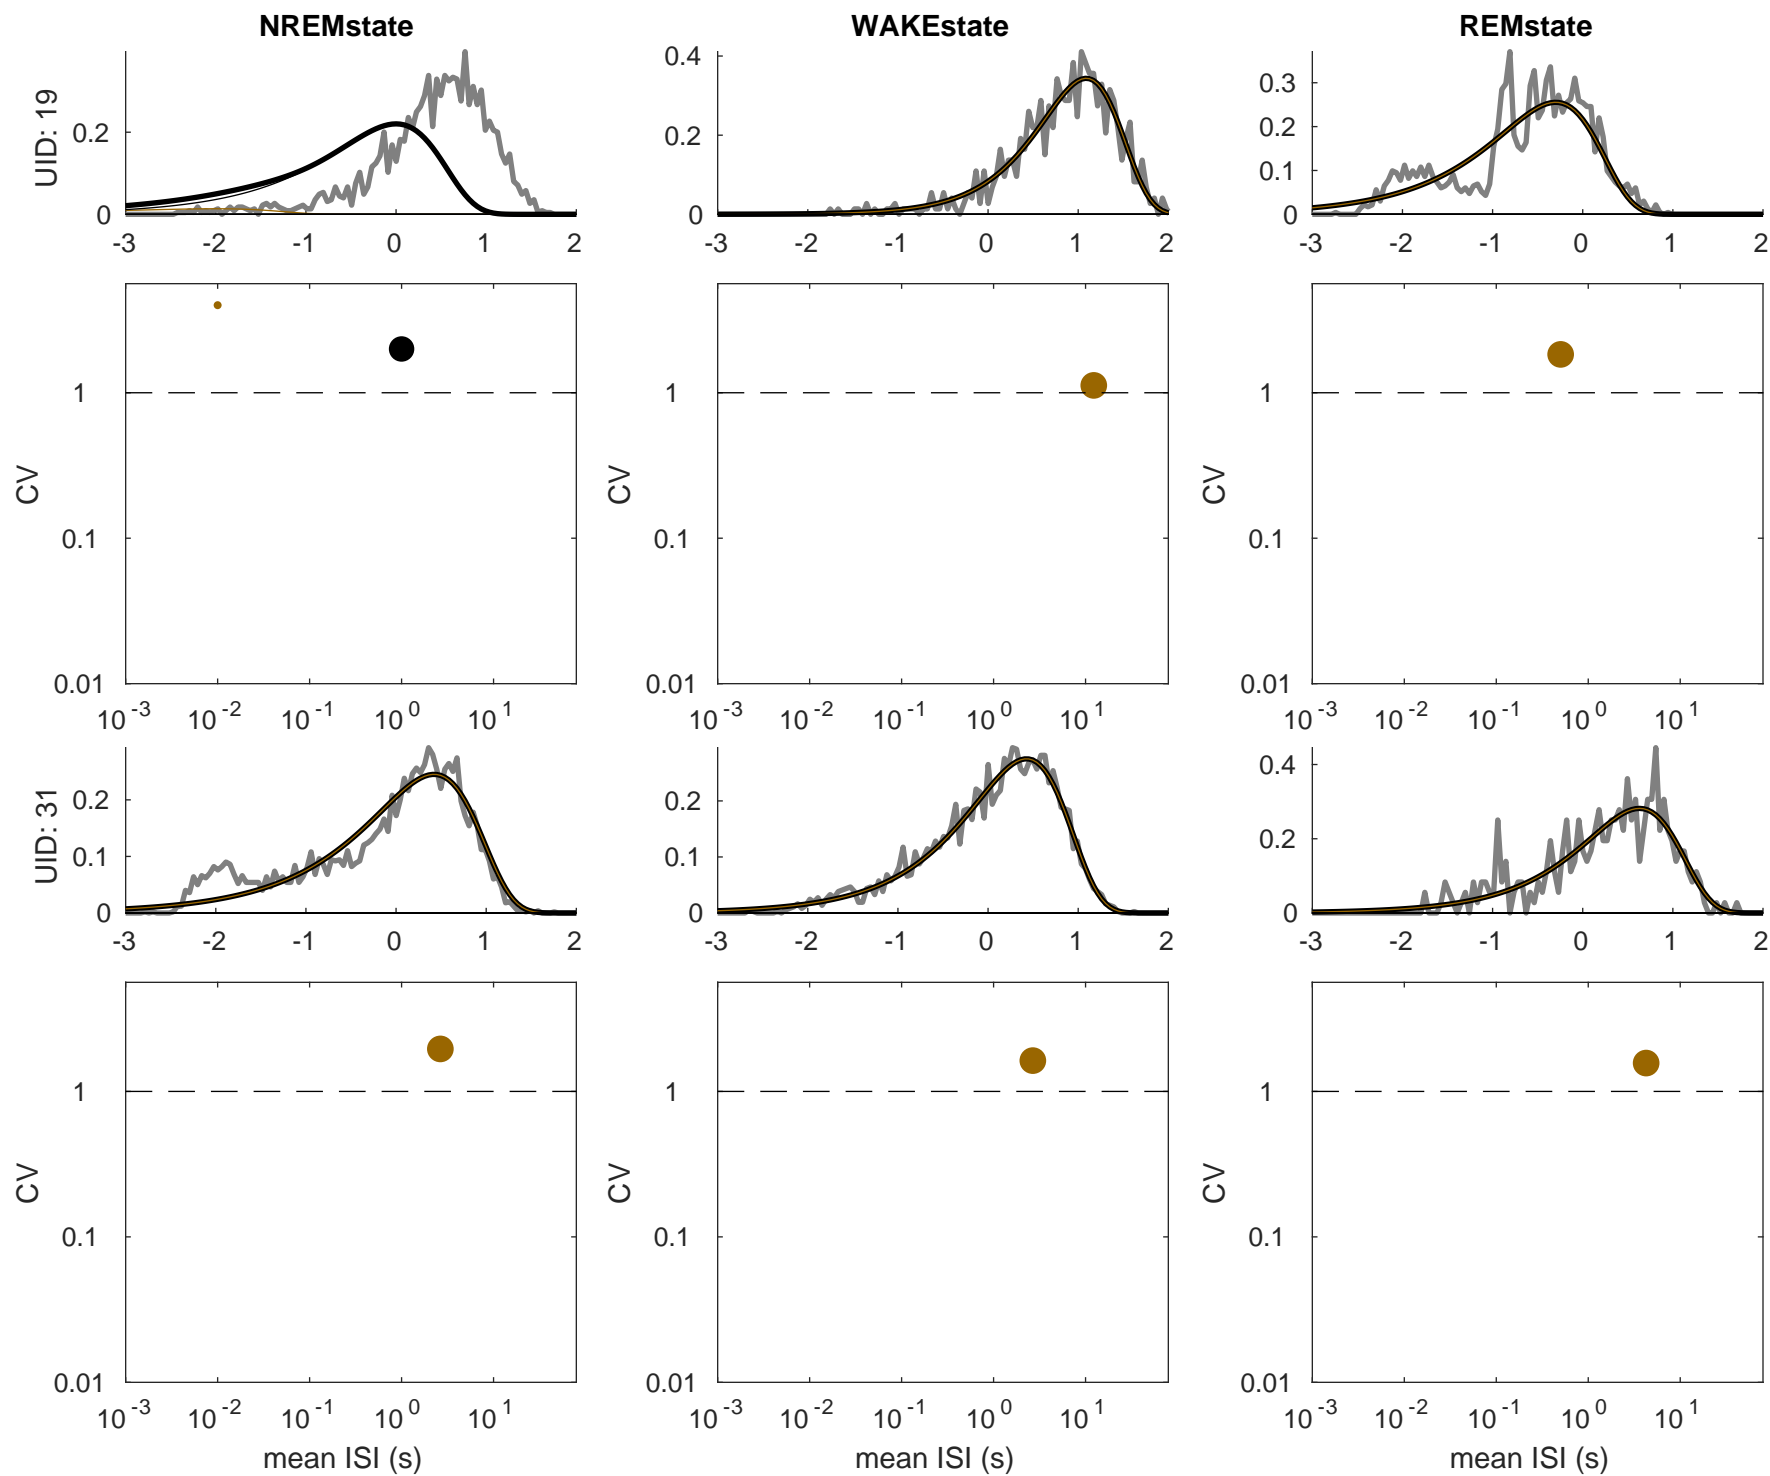 NREMstate WAKEstate REMstate
UID: 19
0.2 0.4 0.3
0.2 0.2
0.1
0 0 0
-3 -2 -1 0 1 2 -3 -2 -1 0 1 2 -3 -2 -1 0 1 2
CV CV CV
1 1 1
0.1 0.1 0.1
0.01 0.01 0.01
10^-3 10^-2 10^-1 10^0 10^1 10^-3 10^-2 10^-1 10^0 10^1 10^-3 10^-2 10^-1 10^0 10^1
UID: 31
0.2 0.2 0.4
0.1 0.1 0.2
0 0 0
-3 -2 -1 0 1 2 -3 -2 -1 0 1 2 -3 -2 -1 0 1 2
CV CV CV
1 1 1
0.1 0.1 0.1
0.01 0.01 0.01
10^-3 10^-2 10^-1 10^0 10^1 10^-3 10^-2 10^-1 10^0 10^1 10^-3 10^-2 10^-1 10^0 10^1
mean ISI (s) mean ISI (s) mean ISI (s)